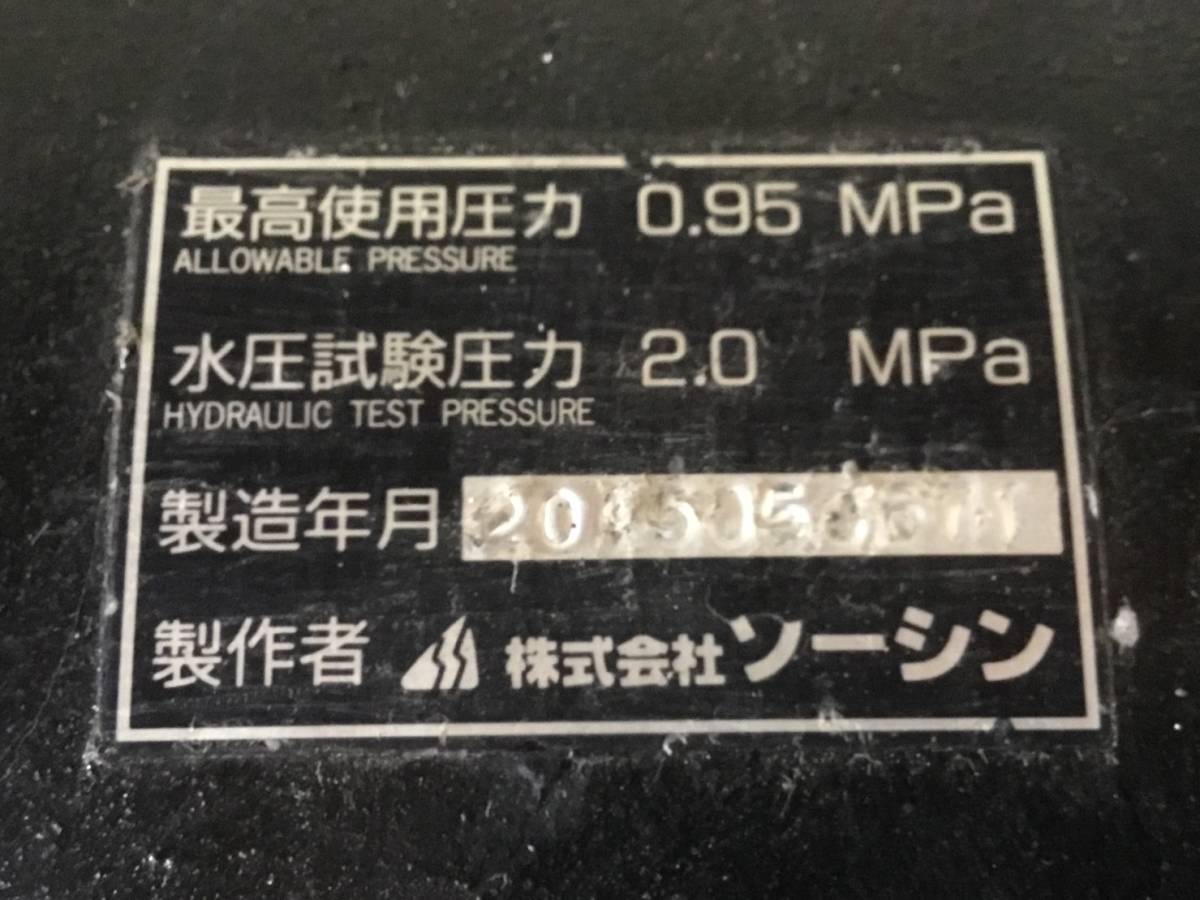 最高使用圧力 0.95 MPa
ALLOWABLE PRESSURE
水圧試験圧力 2.0 MPa
HYDRAULIC TEST PRESSURE
製造年月
製作者 株式会社ソーシン